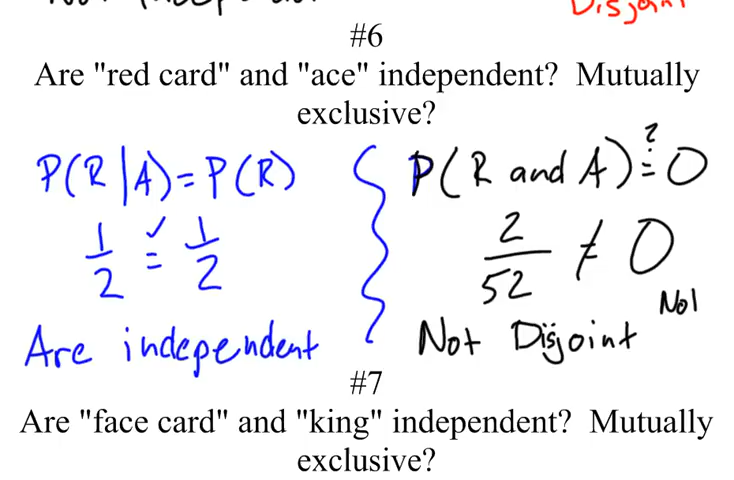 Disjoint
#6
Are "red card" and "ace" independent?  Mutually
exclusive?
P(R|A) = P(R)
1/2 =✓ 1/2
Are independent
P(R and A) ≟ 0
2/52 ≠ 0
No!
Not Disjoint
#7
Are "face card" and "king" independent?  Mutually
exclusive?